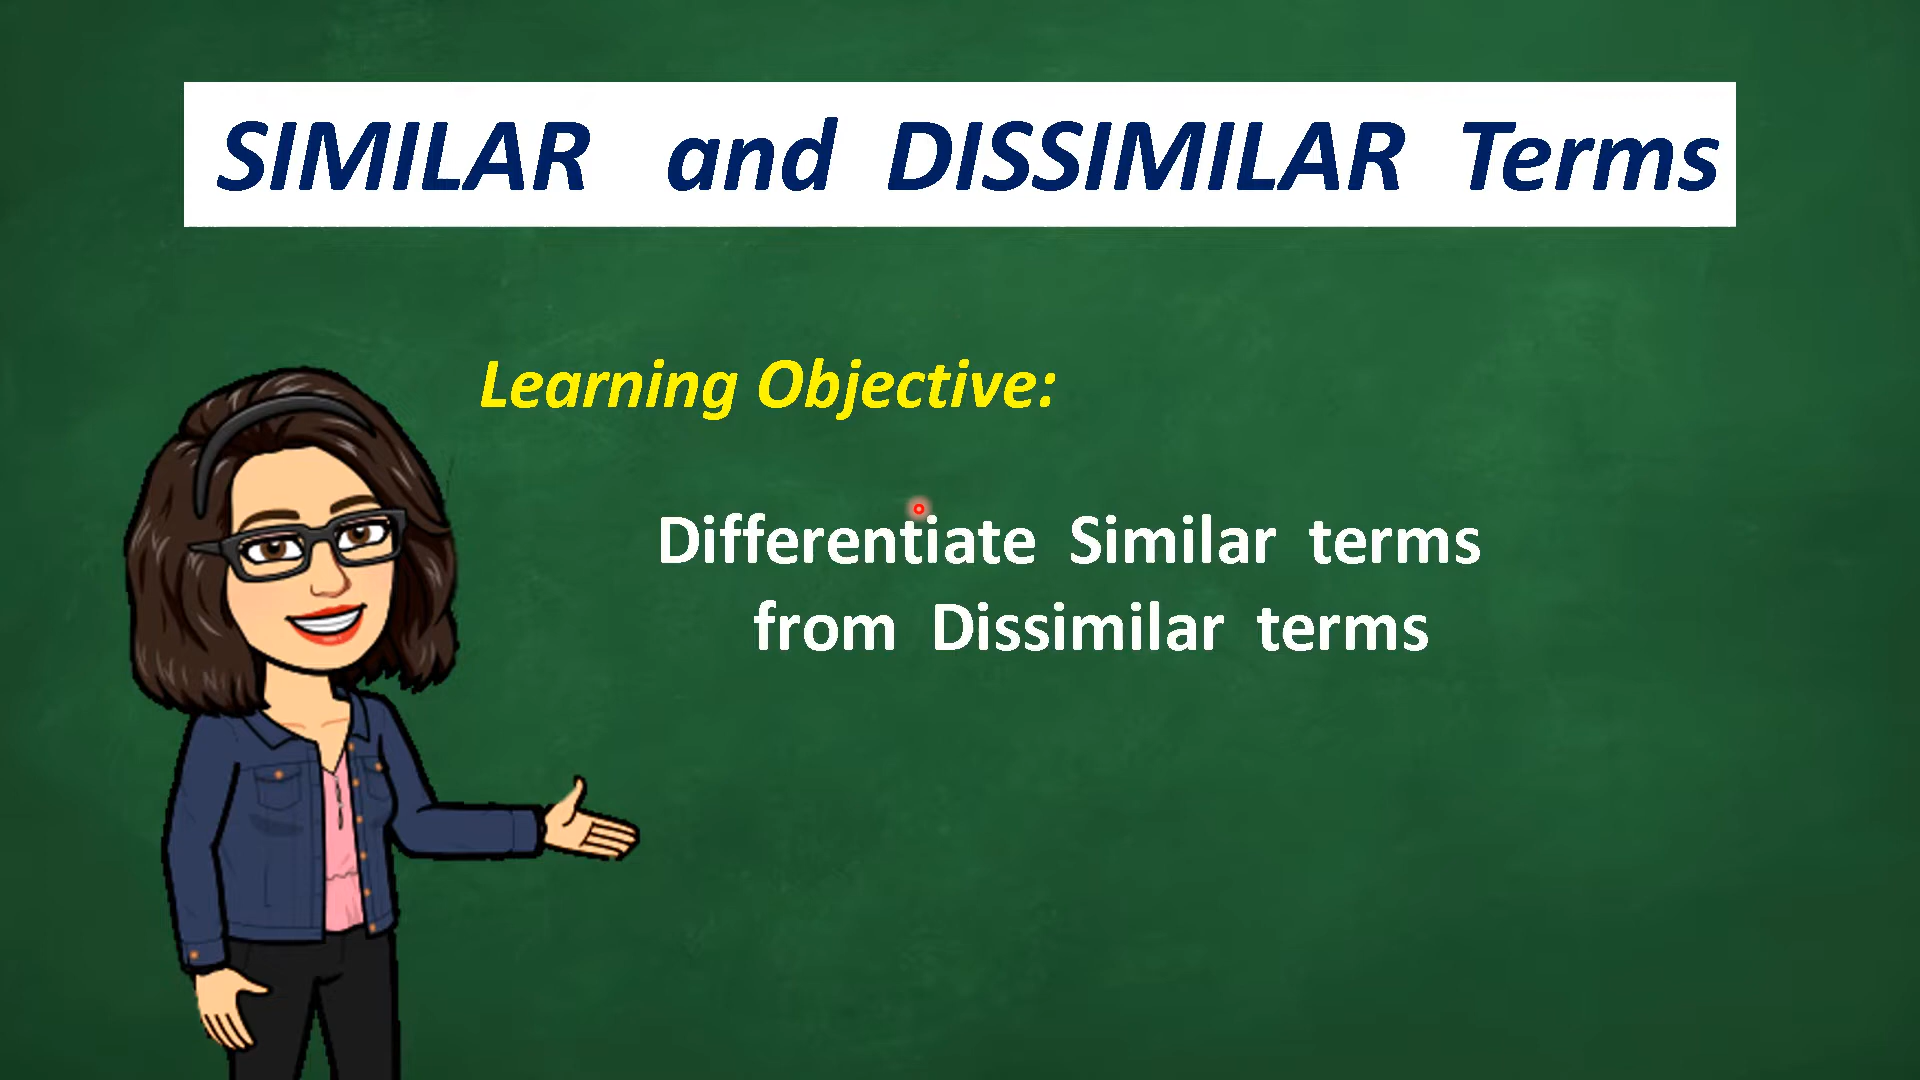 SIMILAR and DISSIMILAR Terms
Learning Objective:
Differentiate Similar terms
from Dissimilar terms